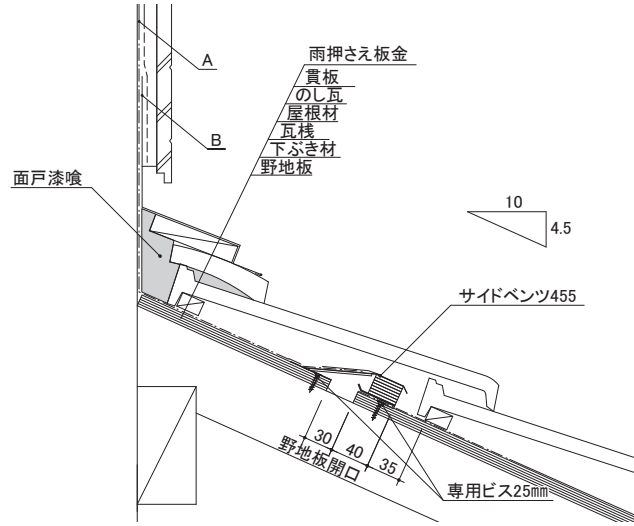 A
B
雨押さえ板金
貫板
のし瓦
屋根材
瓦桟
下ぶき材
野地板
面戸漆喰
10
4.5
サイドベンツ455
30
40
35
野地板開口
専用ビス25mm